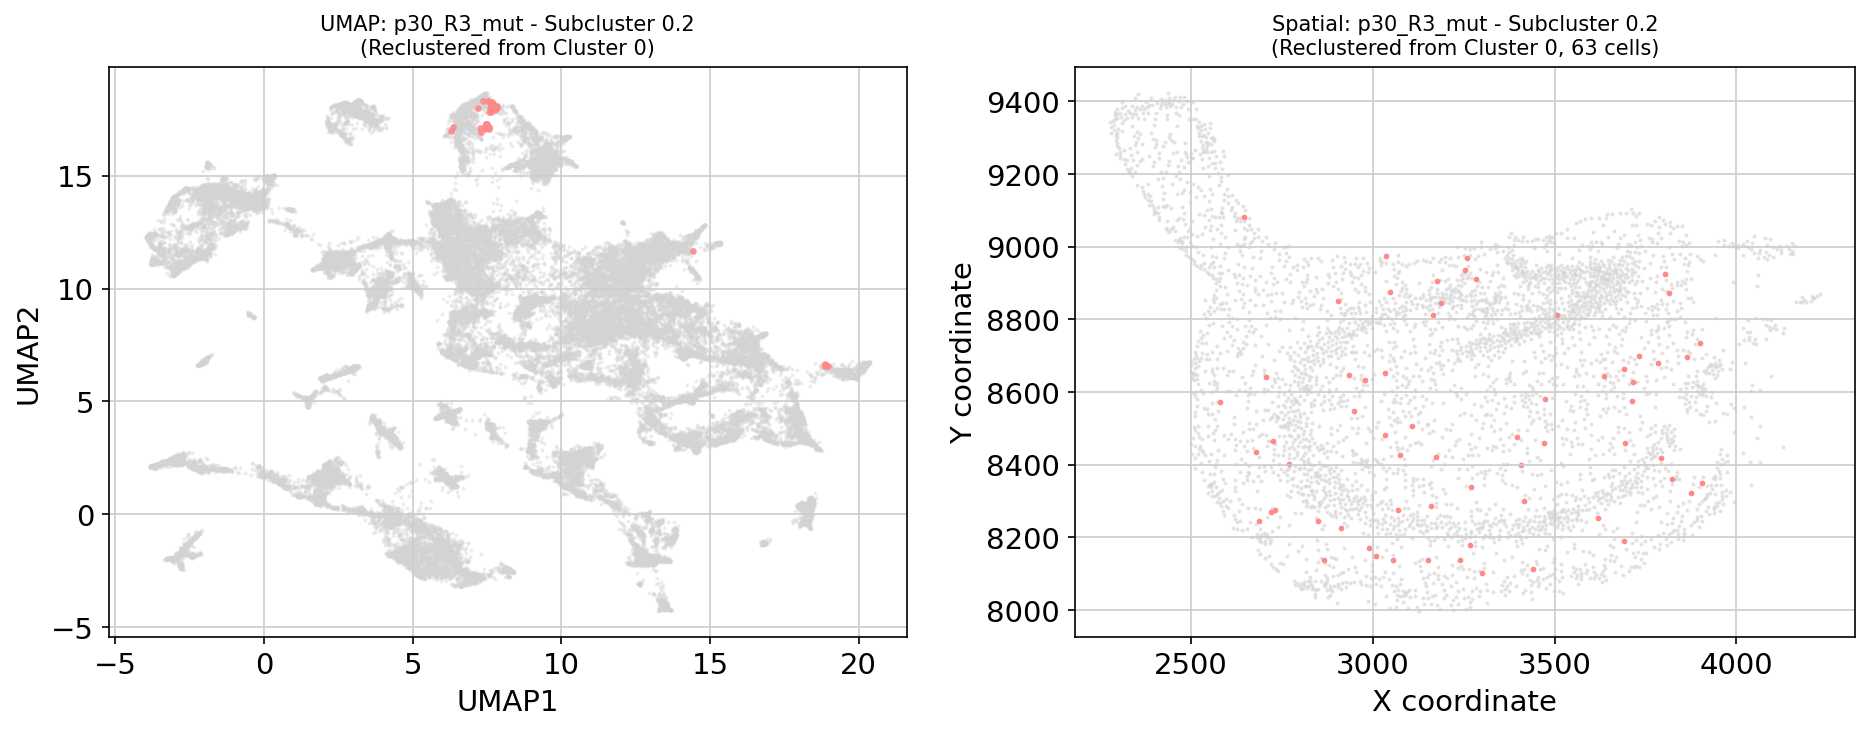 UMAP: p30_R3_mut - Subcluster 0.2
(Reclustered from Cluster 0)
15
10
5
0
−5
UMAP2
−5 0 5 10 15 20
UMAP1
Spatial: p30_R3_mut - Subcluster 0.2
(Reclustered from Cluster 0, 63 cells)
9400
9200
9000
8800
8600
8400
8200
8000
Y coordinate
2500 3000 3500 4000
X coordinate